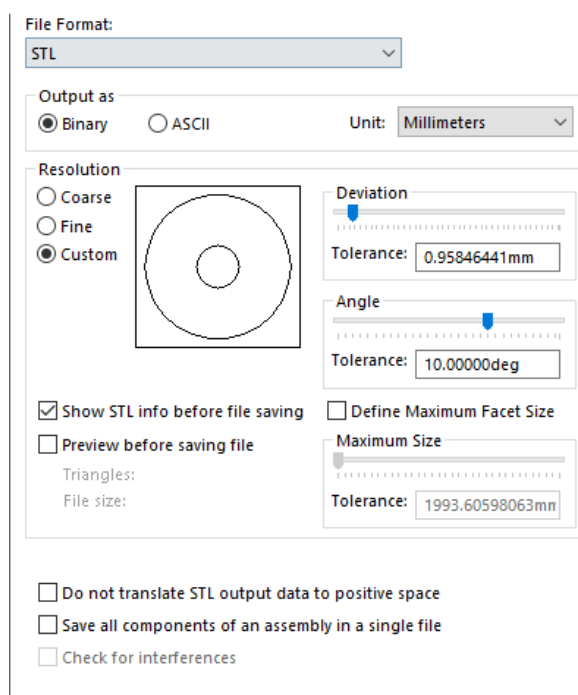 File Format:
STL
Output as
Binary
ASCII
Unit: Millimeters
Resolution
Coarse
Fine
Custom
Deviation
Tolerance: 0.95846441mm
Angle
Tolerance: 10.00000deg
Show STL info before file saving
Define Maximum Facet Size
Preview before saving file
Triangles:
File size:
Maximum Size
Tolerance: 1993.60598063mm
Do not translate STL output data to positive space
Save all components of an assembly in a single file
Check for interferences